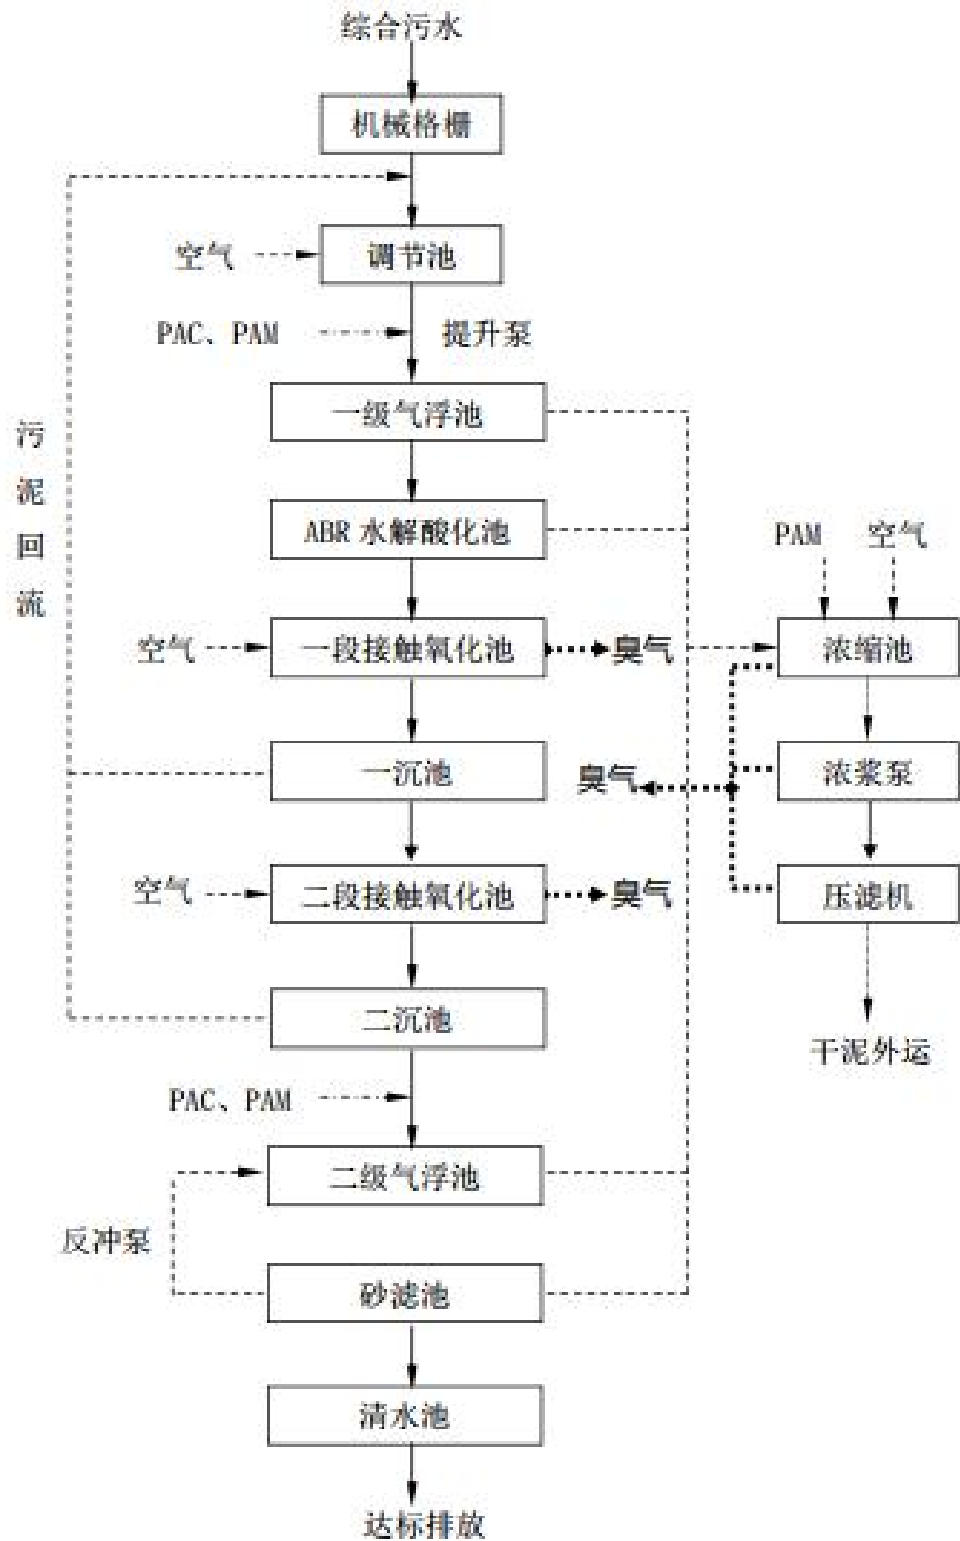 综合污水
机械格栅
空气
调节池
PAC、PAM
提升泵
一级气浮池
污泥回流
ABR 水解酸化池
PAM
空气
空气
一段接触氧化池
臭气
浓缩池
一沉池
臭气
浓浆泵
空气
二段接触氧化池
臭气
压滤机
二沉池
干泥外运
PAC、PAM
二级气浮池
反冲泵
砂滤池
清水池
达标排放